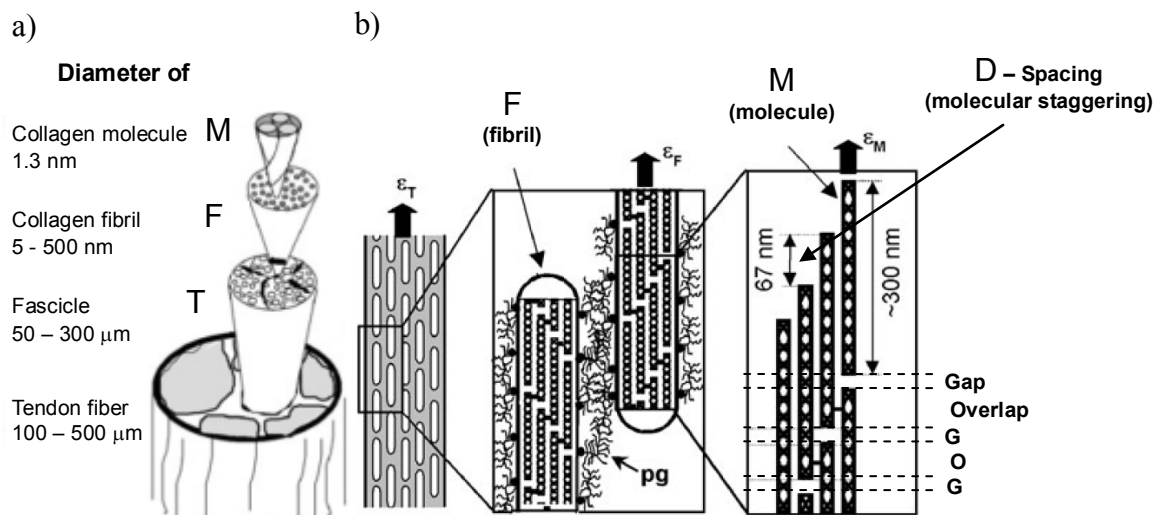 a)
Diameter of
Collagen molecule
1.3 nm
M
Collagen fibril
5 - 500 nm
F
Fascicle
50 – 300 μm
T
Tendon fiber
100 – 500 μm
b)
F
(fibril)
M
(molecule)
D – Spacing
(molecular staggering)
εT
εF
εM
67 nm
~300 nm
pg
Gap
Overlap
G
O
G